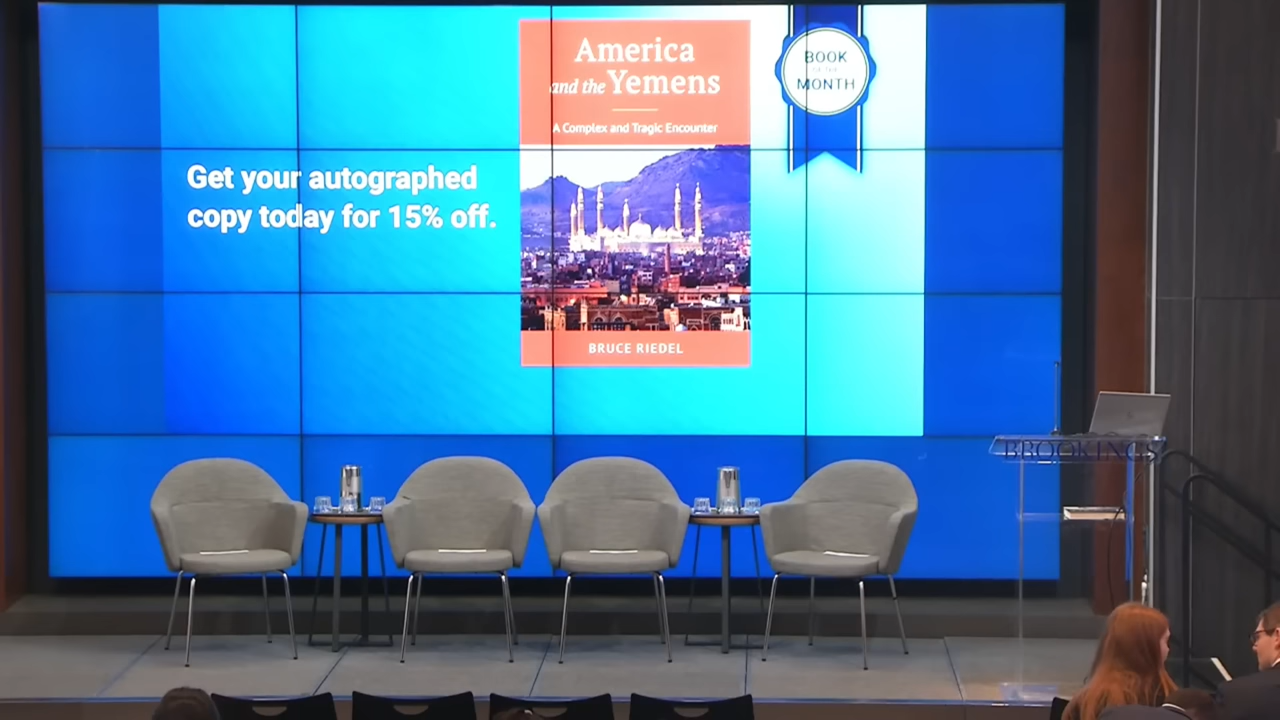 America
and the Yemens
A Complex and Tragic Encounter
BOOK
MONTH
Get your autographed
copy today for 15% off.
BRUCE RIEDEL
BROOKINGS